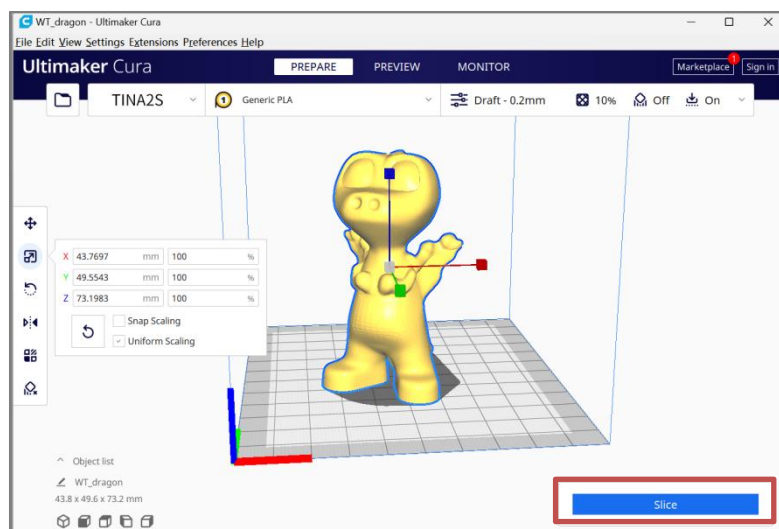 WT_dragon - Ultimaker Cura
File Edit View Settings Extensions Preferences Help
Ultimaker Cura PREPARE PREVIEW MONITOR Marketplace 1 Sign in
TINA2S 1 Generic PLA Draft - 0.2mm 10% Off On
X 43.7697 mm 100 %
Y 49.5543 mm 100 %
Z 73.1983 mm 100 %
Snap Scaling
Uniform Scaling
Object list
WT_dragon
43.8 x 49.6 x 73.2 mm
Slice